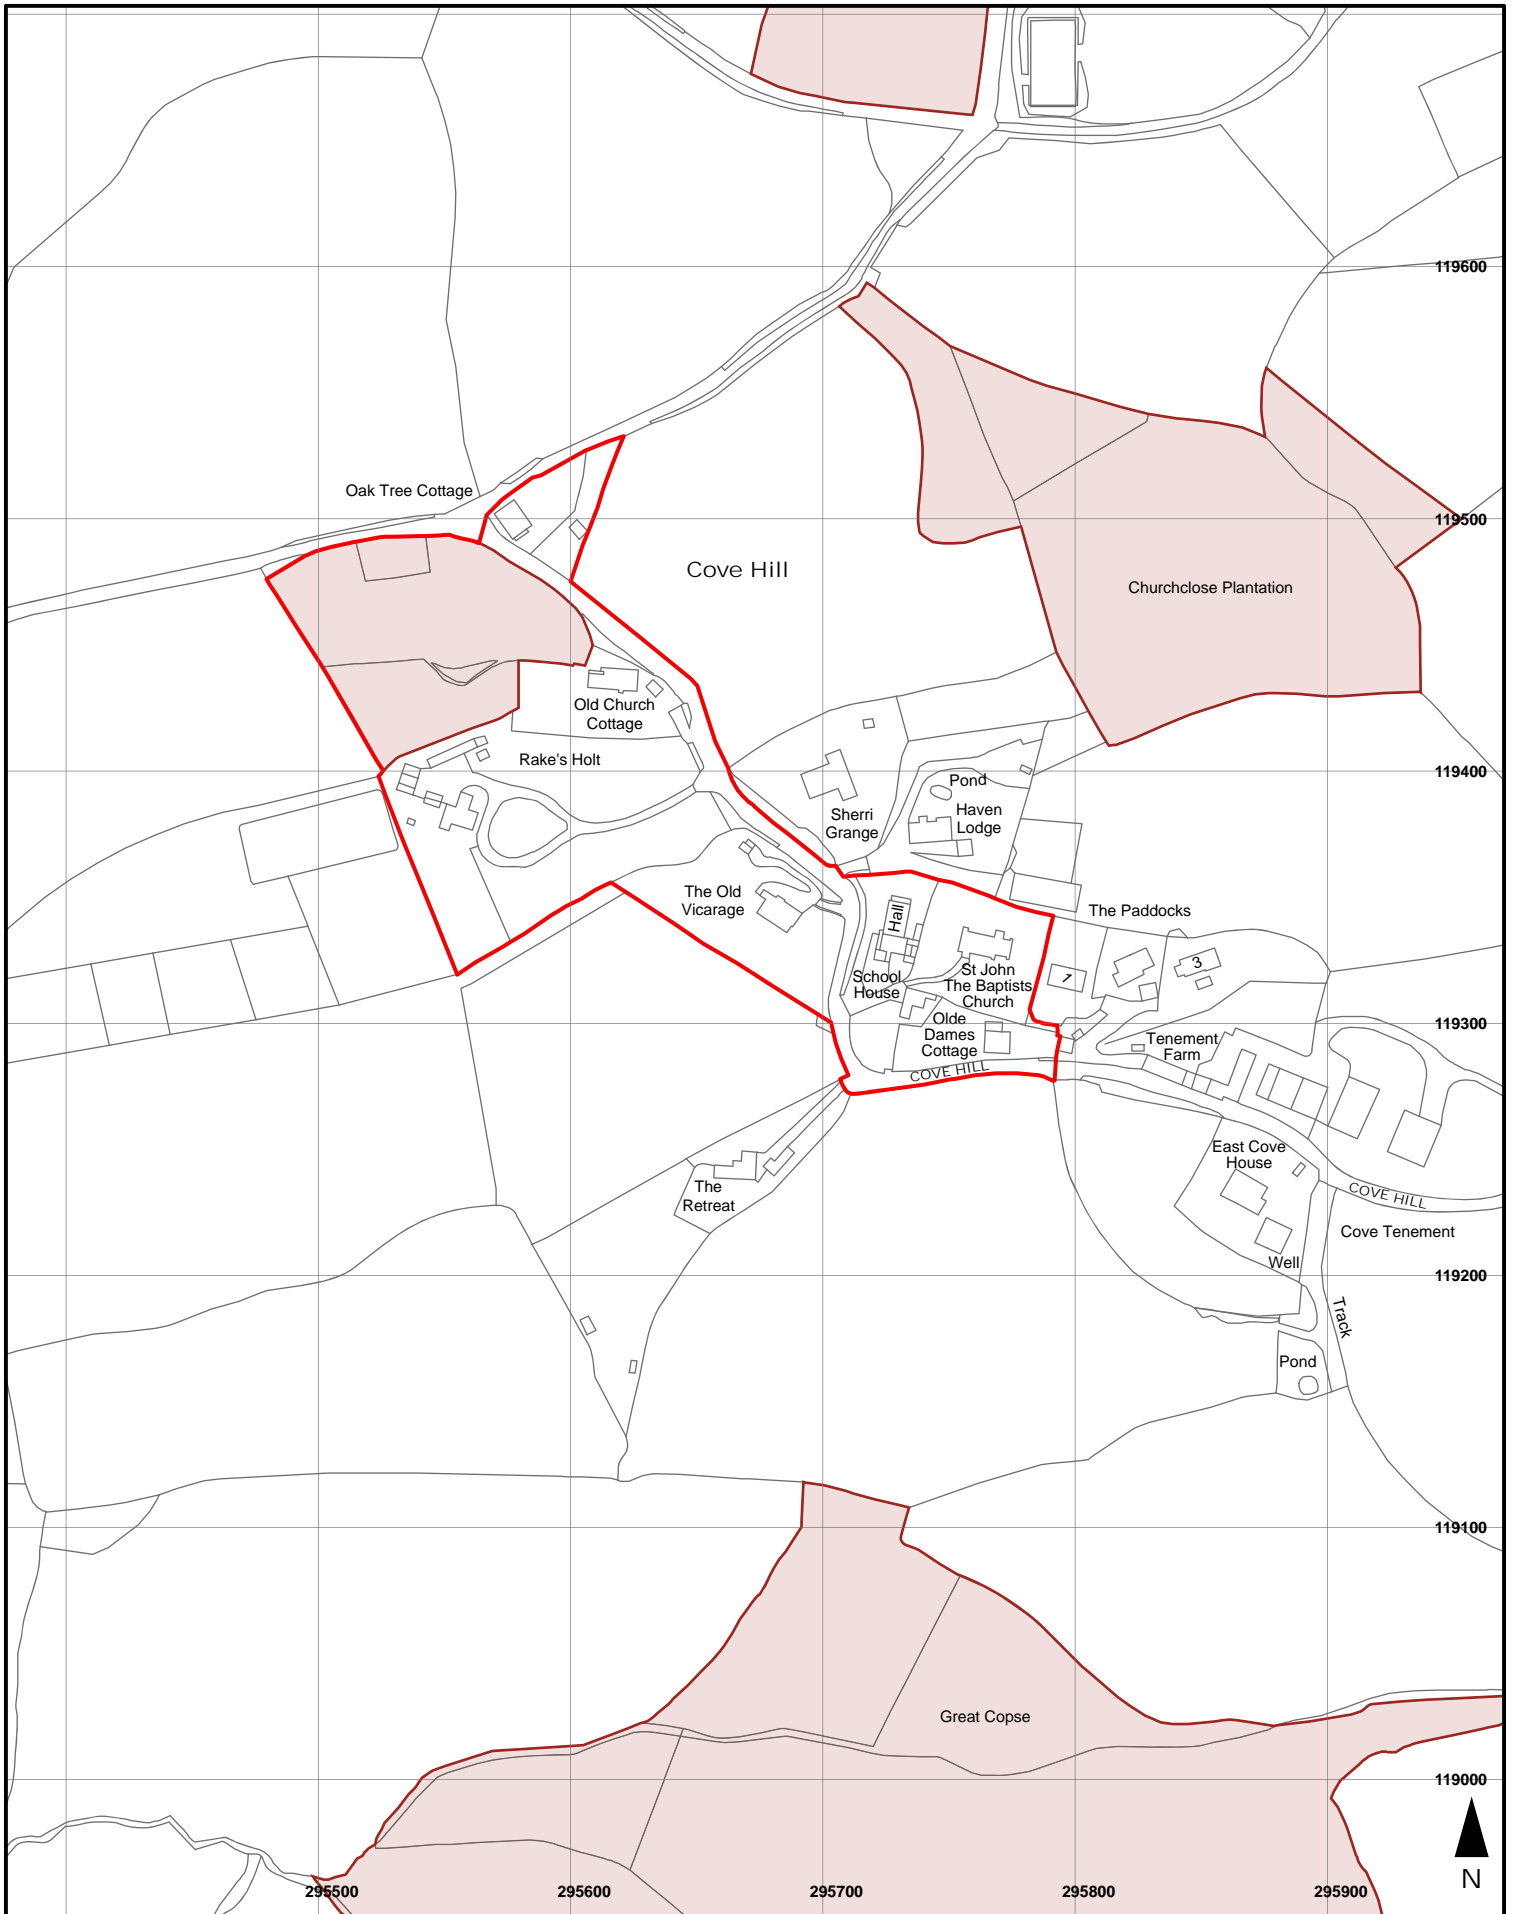 119600
Oak Tree Cottage
119500
Cove Hill
Churchclose Plantation
Old Church
Cottage
Rake's Holt
119400
Pond
Sherri
Grange
Haven
Lodge
The Old
Vicarage
Hall
The Paddocks
School
House
St John
The Baptists
Church
1
3
Olde
Dames
Cottage
119300
Tenement
Farm
COVE HILL
East Cove
House
The
Retreat
COVE HILL
Cove Tenement
Well
119200
Track
Pond
119100
Great Copse
119000
N
295500
295600
295700
295800
295900